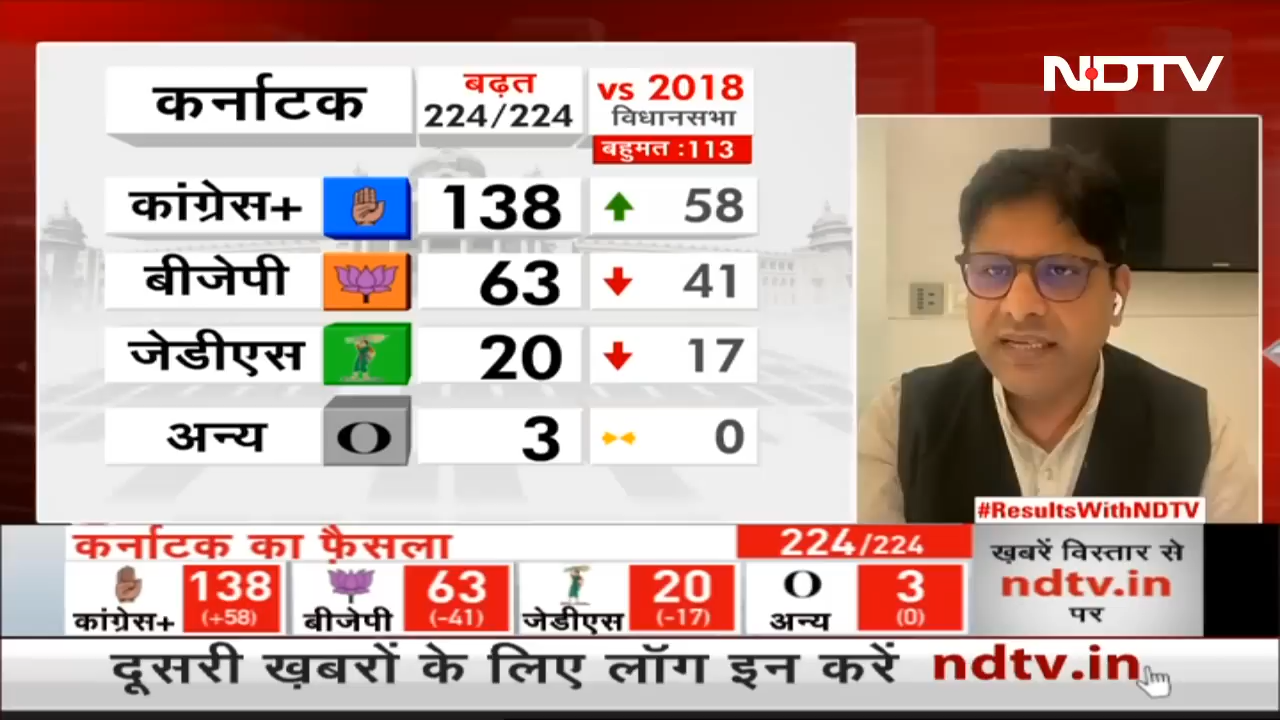 NDTV
कर्नाटक
बढ़त
224/224
vs 2018
विधानसभा
बहुमत :113
कांग्रेस+ 138 58
बीजेपी 63 41
जेडीएस 20 17
अन्य 0 3 0
#ResultsWithNDTV
कर्नाटक का फ़ैसला 224/224
कांग्रेस+ 138 (+58)
बीजेपी 63 (-41)
जेडीएस 20 (-17)
0 अन्य 3 (0)
ख़बरें विस्तार से
ndtv.in
पर
दूसरी ख़बरों के लिए लॉग इन करें ndtv.in